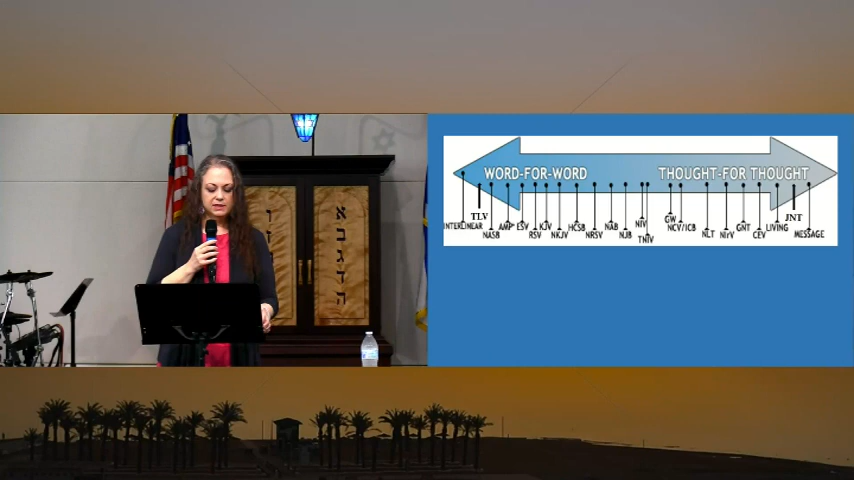 א
ב
ג
ד
ה
ו
ז
WORD-FOR-WORD
THOUGHT-FOR THOUGHT
INTERLINEAR TLV NASB AMP ESV RSV KJV NKJV HCSB NRSV NAB NJB NIV TNIV GW NCV/ICB NLT NIrV GNT CEV LIVING JNT MESSAGE